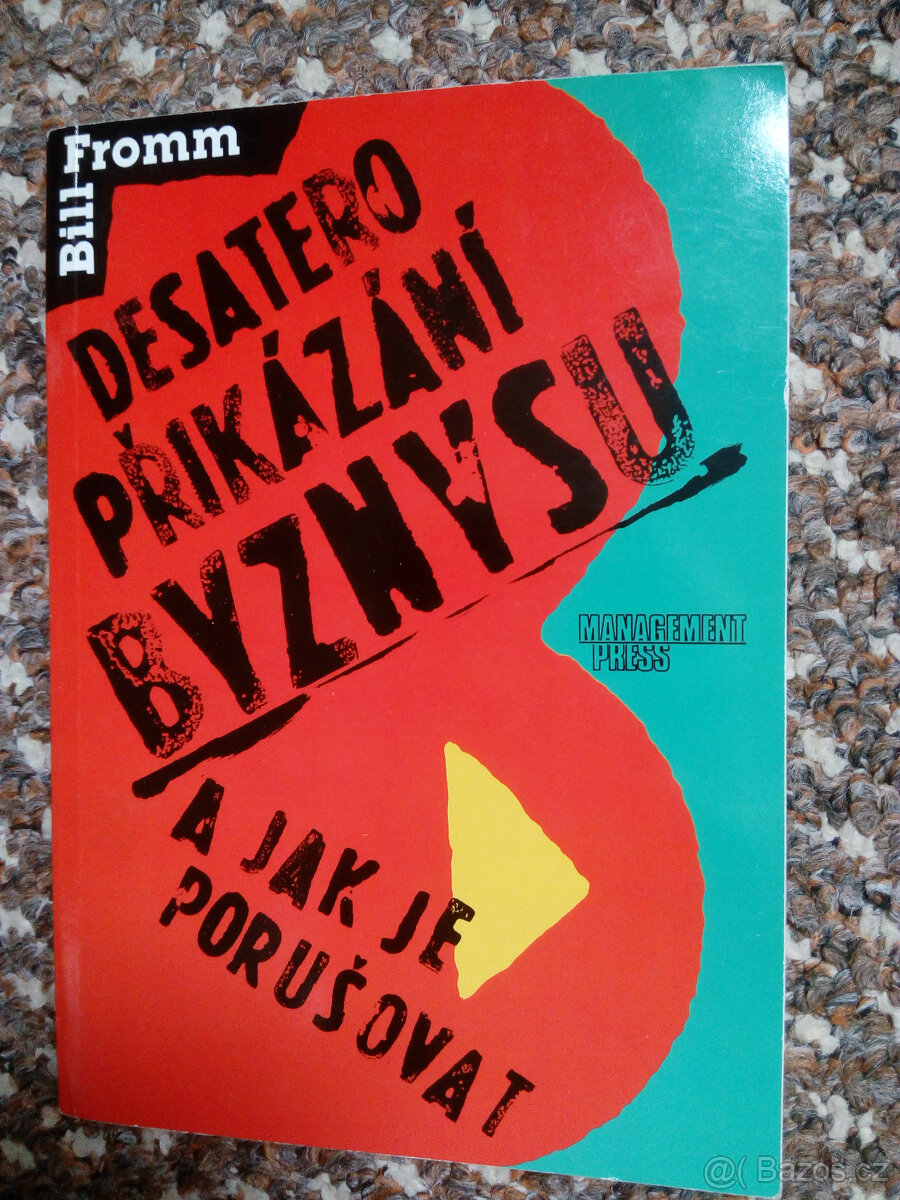 Bill Fromm
DESATERO
PŘIKÁZÁNÍ
BYZNYSU
A JAK JE
PORUŠOVAT
MANAGEMENT
PRESS
@( Bazos.cz